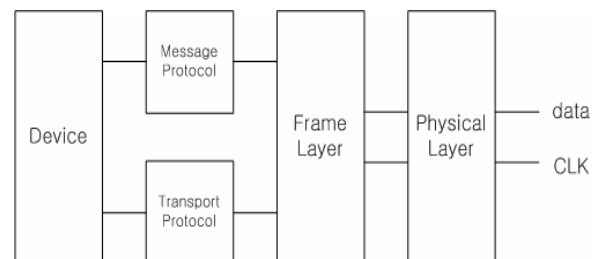 Device
Message
Protocol
Transport
Protocol
Frame
Layer
Physical
Layer
data
CLK